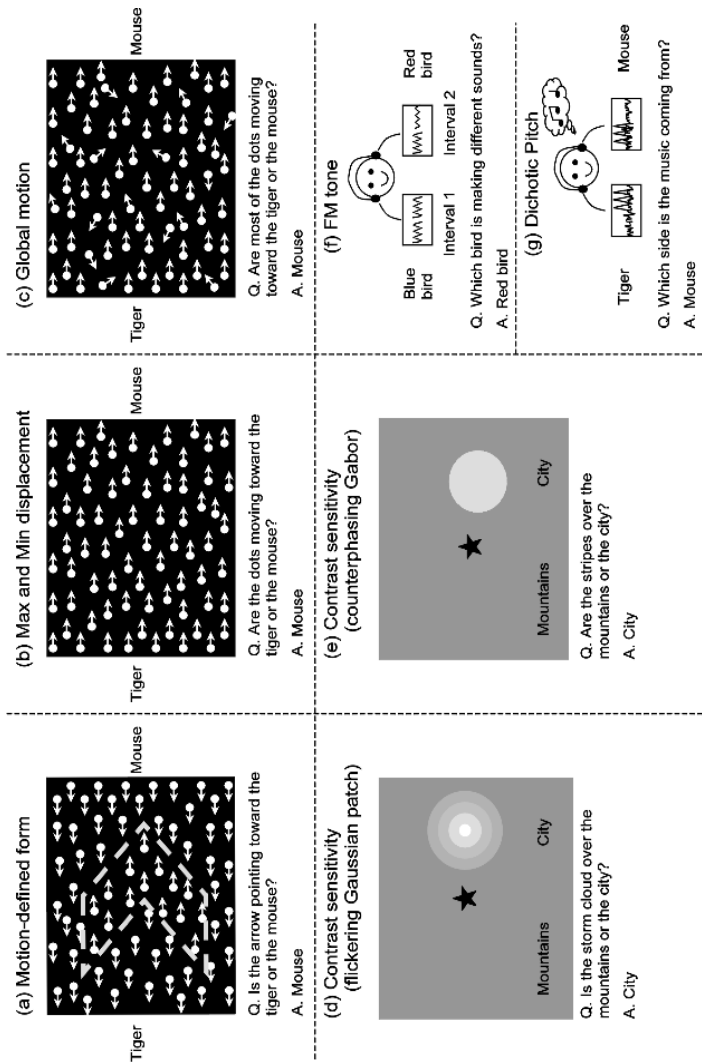 (a) Motion-defined form
Tiger
Mouse
Q. Is the arrow pointing toward the
tiger or the mouse?
A. Mouse
(b) Max and Min displacement
Tiger
Mouse
Q. Are the dots moving toward the
tiger or the mouse?
A. Mouse
(c) Global motion
Tiger
Mouse
Q. Are most of the dots moving
toward the tiger or the mouse?
A. Mouse
(d) Contrast sensitivity
(flickering Gaussian patch)
Mountains
City
Q. Is the storm cloud over the
mountains or the city?
A. City
(e) Contrast sensitivity
(counterphasing Gabor)
Mountains
City
Q. Are the stripes over the
mountains or the city?
A. City
(f) FM tone
Blue
bird
Red
bird
Interval 1
Interval 2
Q. Which bird is making different sounds?
A. Red bird
(g) Dichotic Pitch
Tiger
Mouse
Q. Which side is the music coming from?
A. Mouse